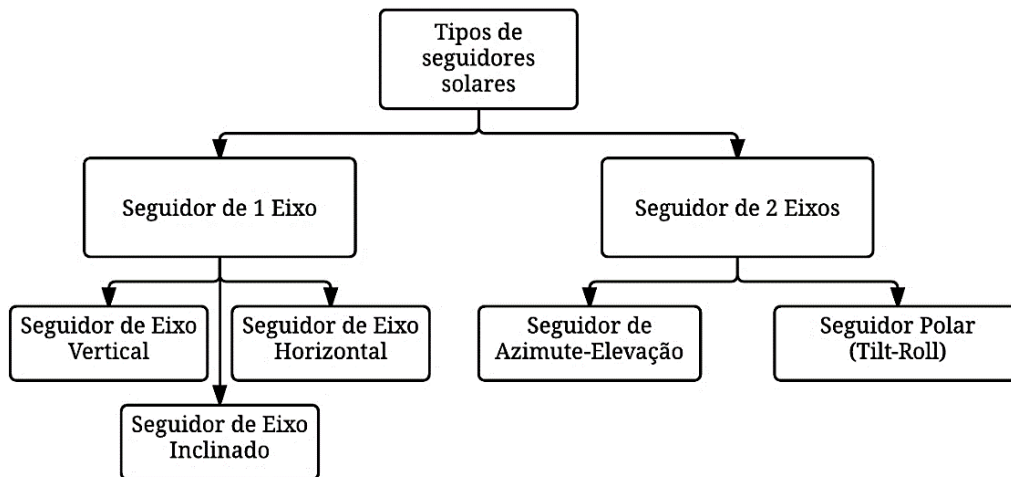 Tipos de
seguidores
solares
Seguidor de 1 Eixo
Seguidor de 2 Eixos
Seguidor de Eixo
Vertical
Seguidor de Eixo
Horizontal
Seguidor de
Azimute-Elevação
Seguidor Polar
(Tilt-Roll)
Seguidor de Eixo
Inclinado